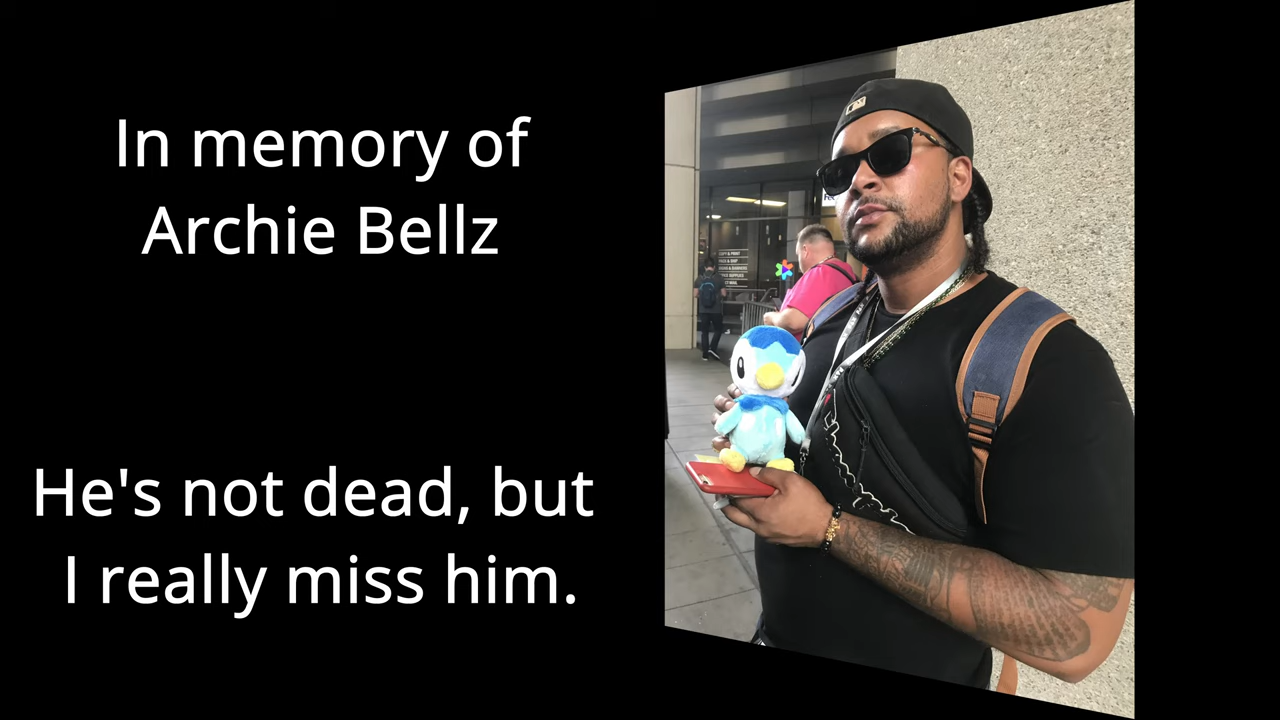 In memory of
Archie Bellz
He's not dead, but
I really miss him.